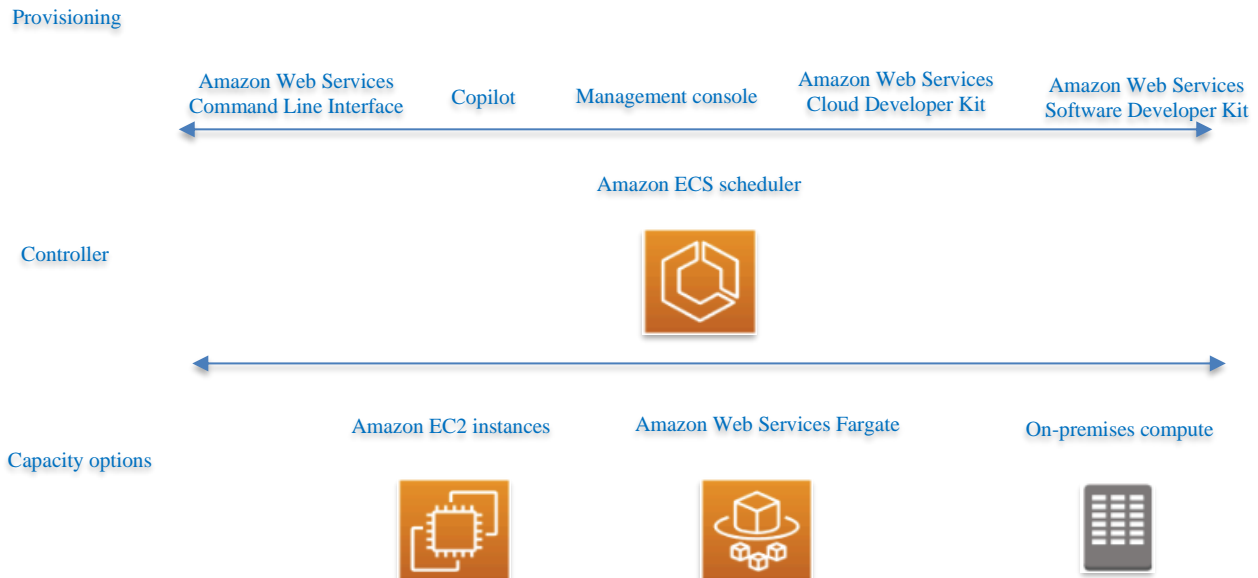 Provisioning
Amazon Web Services
Command Line Interface
Copilot
Management console
Amazon Web Services
Cloud Developer Kit
Amazon Web Services
Software Developer Kit
Amazon ECS scheduler
Controller
Amazon EC2 instances
Amazon Web Services Fargate
On-premises compute
Capacity options